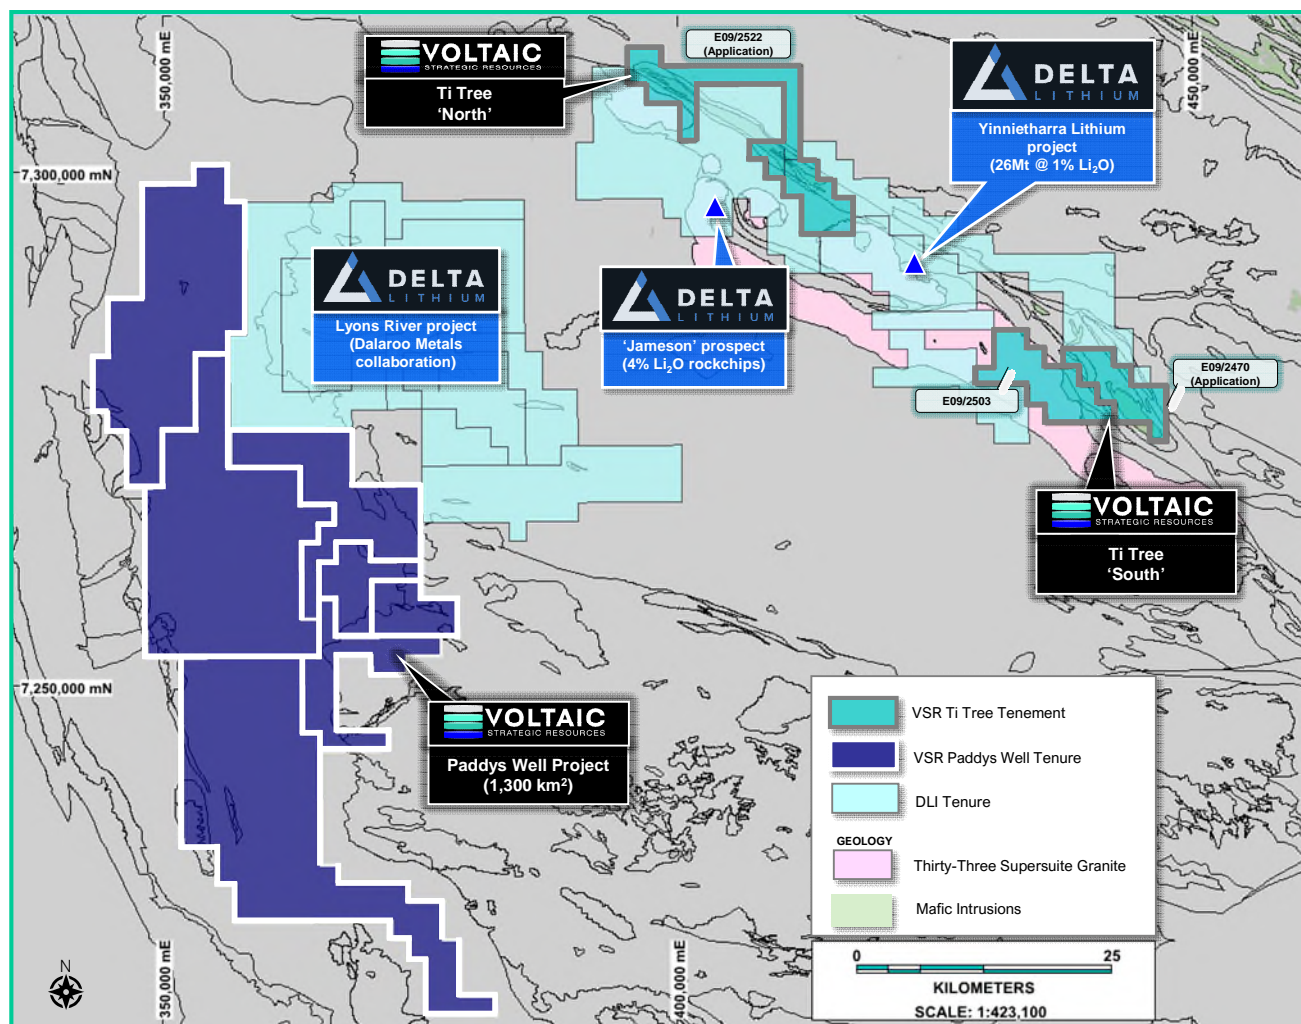 350,000 mE
VOLTAIC
STRATEGIC RESOURCES
Ti Tree
‘North’
E09/2522
(Application)
DELTA
LITHIUM
Yinnietharra Lithium
project
(26Mt @ 1% Li₂O)
450,000 mE
7,300,000 mN
DELTA
LITHIUM
Lyons River project
(Dalaroo Metals
collaboration)
DELTA
LITHIUM
‘Jameson’ prospect
(4% Li₂O rockchips)
E09/2470
(Application)
E09/2503
VOLTAIC
STRATEGIC RESOURCES
Ti Tree
‘South’
7,250,000 mN
VOLTAIC
STRATEGIC RESOURCES
Paddys Well Project
(1,300 km²)
VSR Ti Tree Tenement
VSR Paddys Well Tenure
DLI Tenure
GEOLOGY
Thirty-Three Supersuite Granite
Mafic Intrusions
0 25
KILOMETERS
SCALE: 1:423,100
N
350,000 mE
400,000 mE